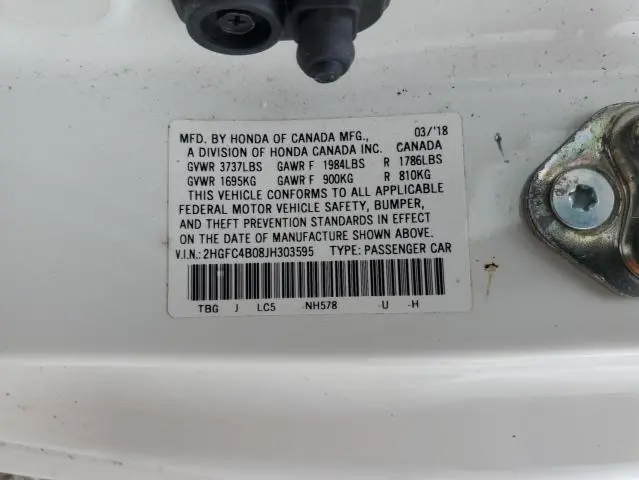 MFD. BY HONDA OF CANADA MFG., 03/'18
A DIVISION OF HONDA CANADA INC. CANADA
GVWR 3737LBS GAWR F 1984LBS R 1786LBS
GVWR 1695KG GAWR F 900KG R 810KG
THIS VEHICLE CONFORMS TO ALL APPLICABLE
FEDERAL MOTOR VEHICLE SAFETY, BUMPER,
AND THEFT PREVENTION STANDARDS IN EFFECT
ON THE DATE OF MANUFACTURE SHOWN ABOVE.
V.I.N.: 2HGFC4B08JH303595 TYPE: PASSENGER CAR
TBG J LC5 NH578 -U -H